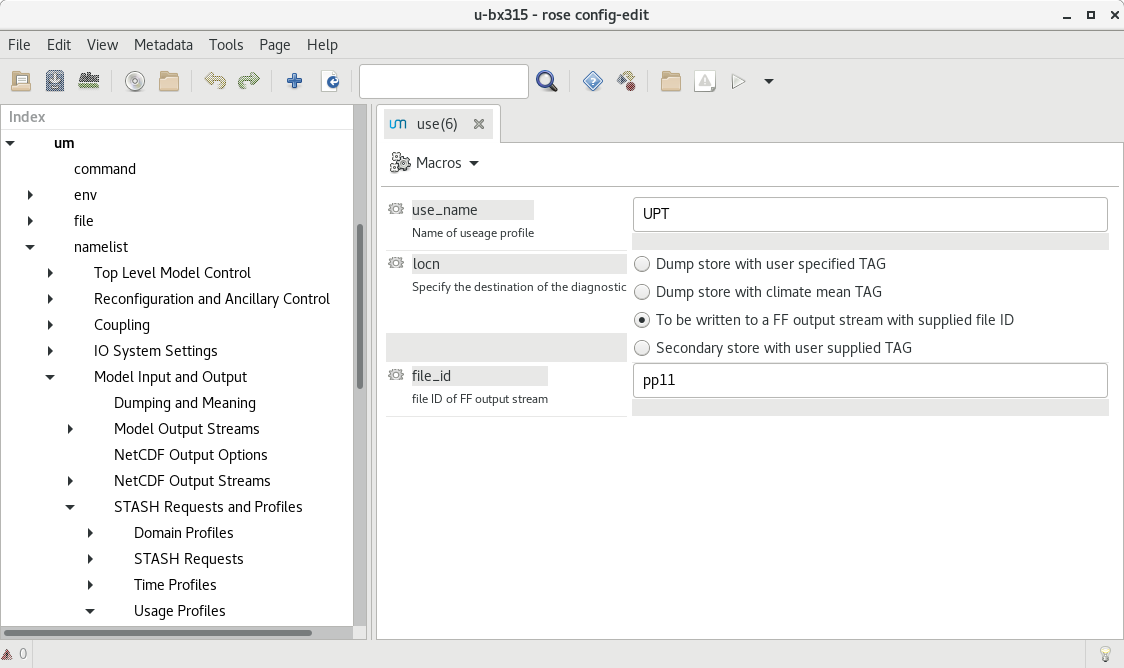 u-bx315 - rose config-edit
File Edit View Metadata Tools Page Help
Index
um
command
env
file
namelist
Top Level Model Control
Reconfiguration and Ancillary Control
Coupling
IO System Settings
Model Input and Output
Dumping and Meaning
Model Output Streams
NetCDF Output Options
NetCDF Output Streams
STASH Requests and Profiles
Domain Profiles
STASH Requests
Time Profiles
Usage Profiles
um use(6)
Macros
use_name
UPT
Name of useage profile
locn
Specify the destination of the diagnostic
Dump store with user specified TAG
Dump store with climate mean TAG
To be written to a FF output stream with supplied file ID
Secondary store with user supplied TAG
file_id
pp11
file ID of FF output stream
0